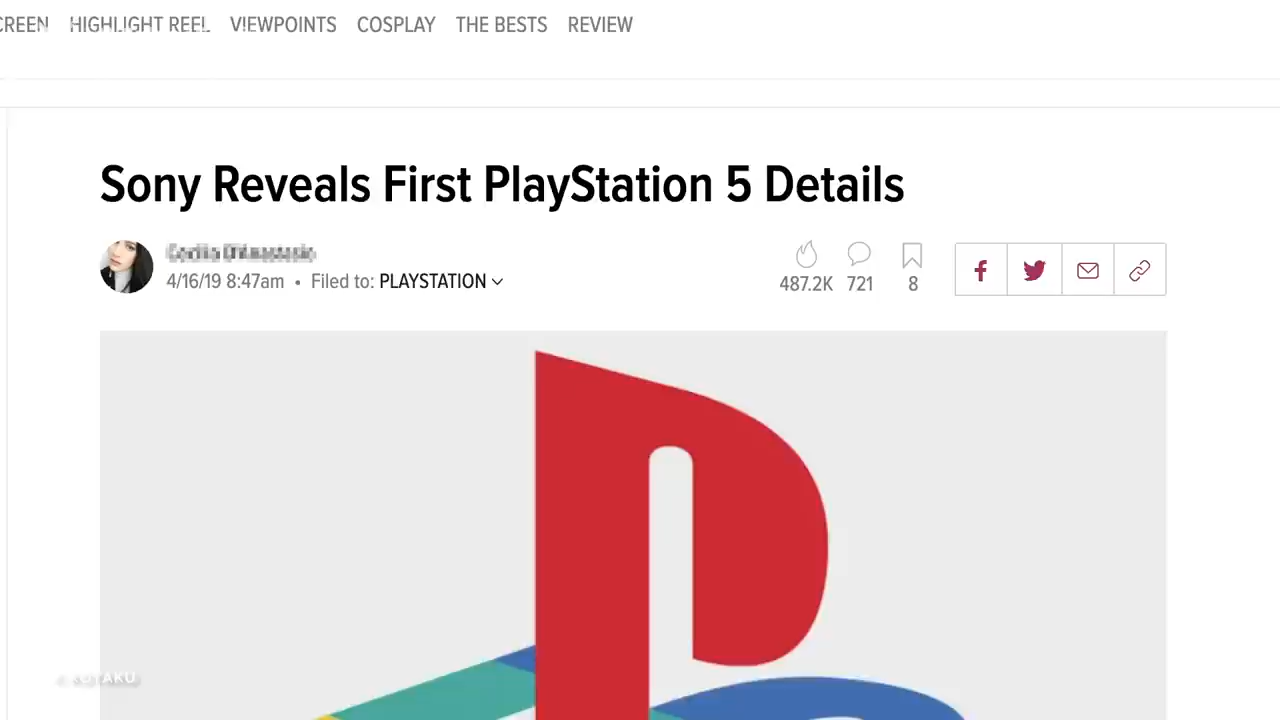 CREEN HIGHLIGHT REEL VIEWPOINTS COSPLAY THE BESTS REVIEW
Sony Reveals First PlayStation 5 Details
4/16/19 8:47am • Filed to: PLAYSTATION
487.2K 721 8
KOTAKU